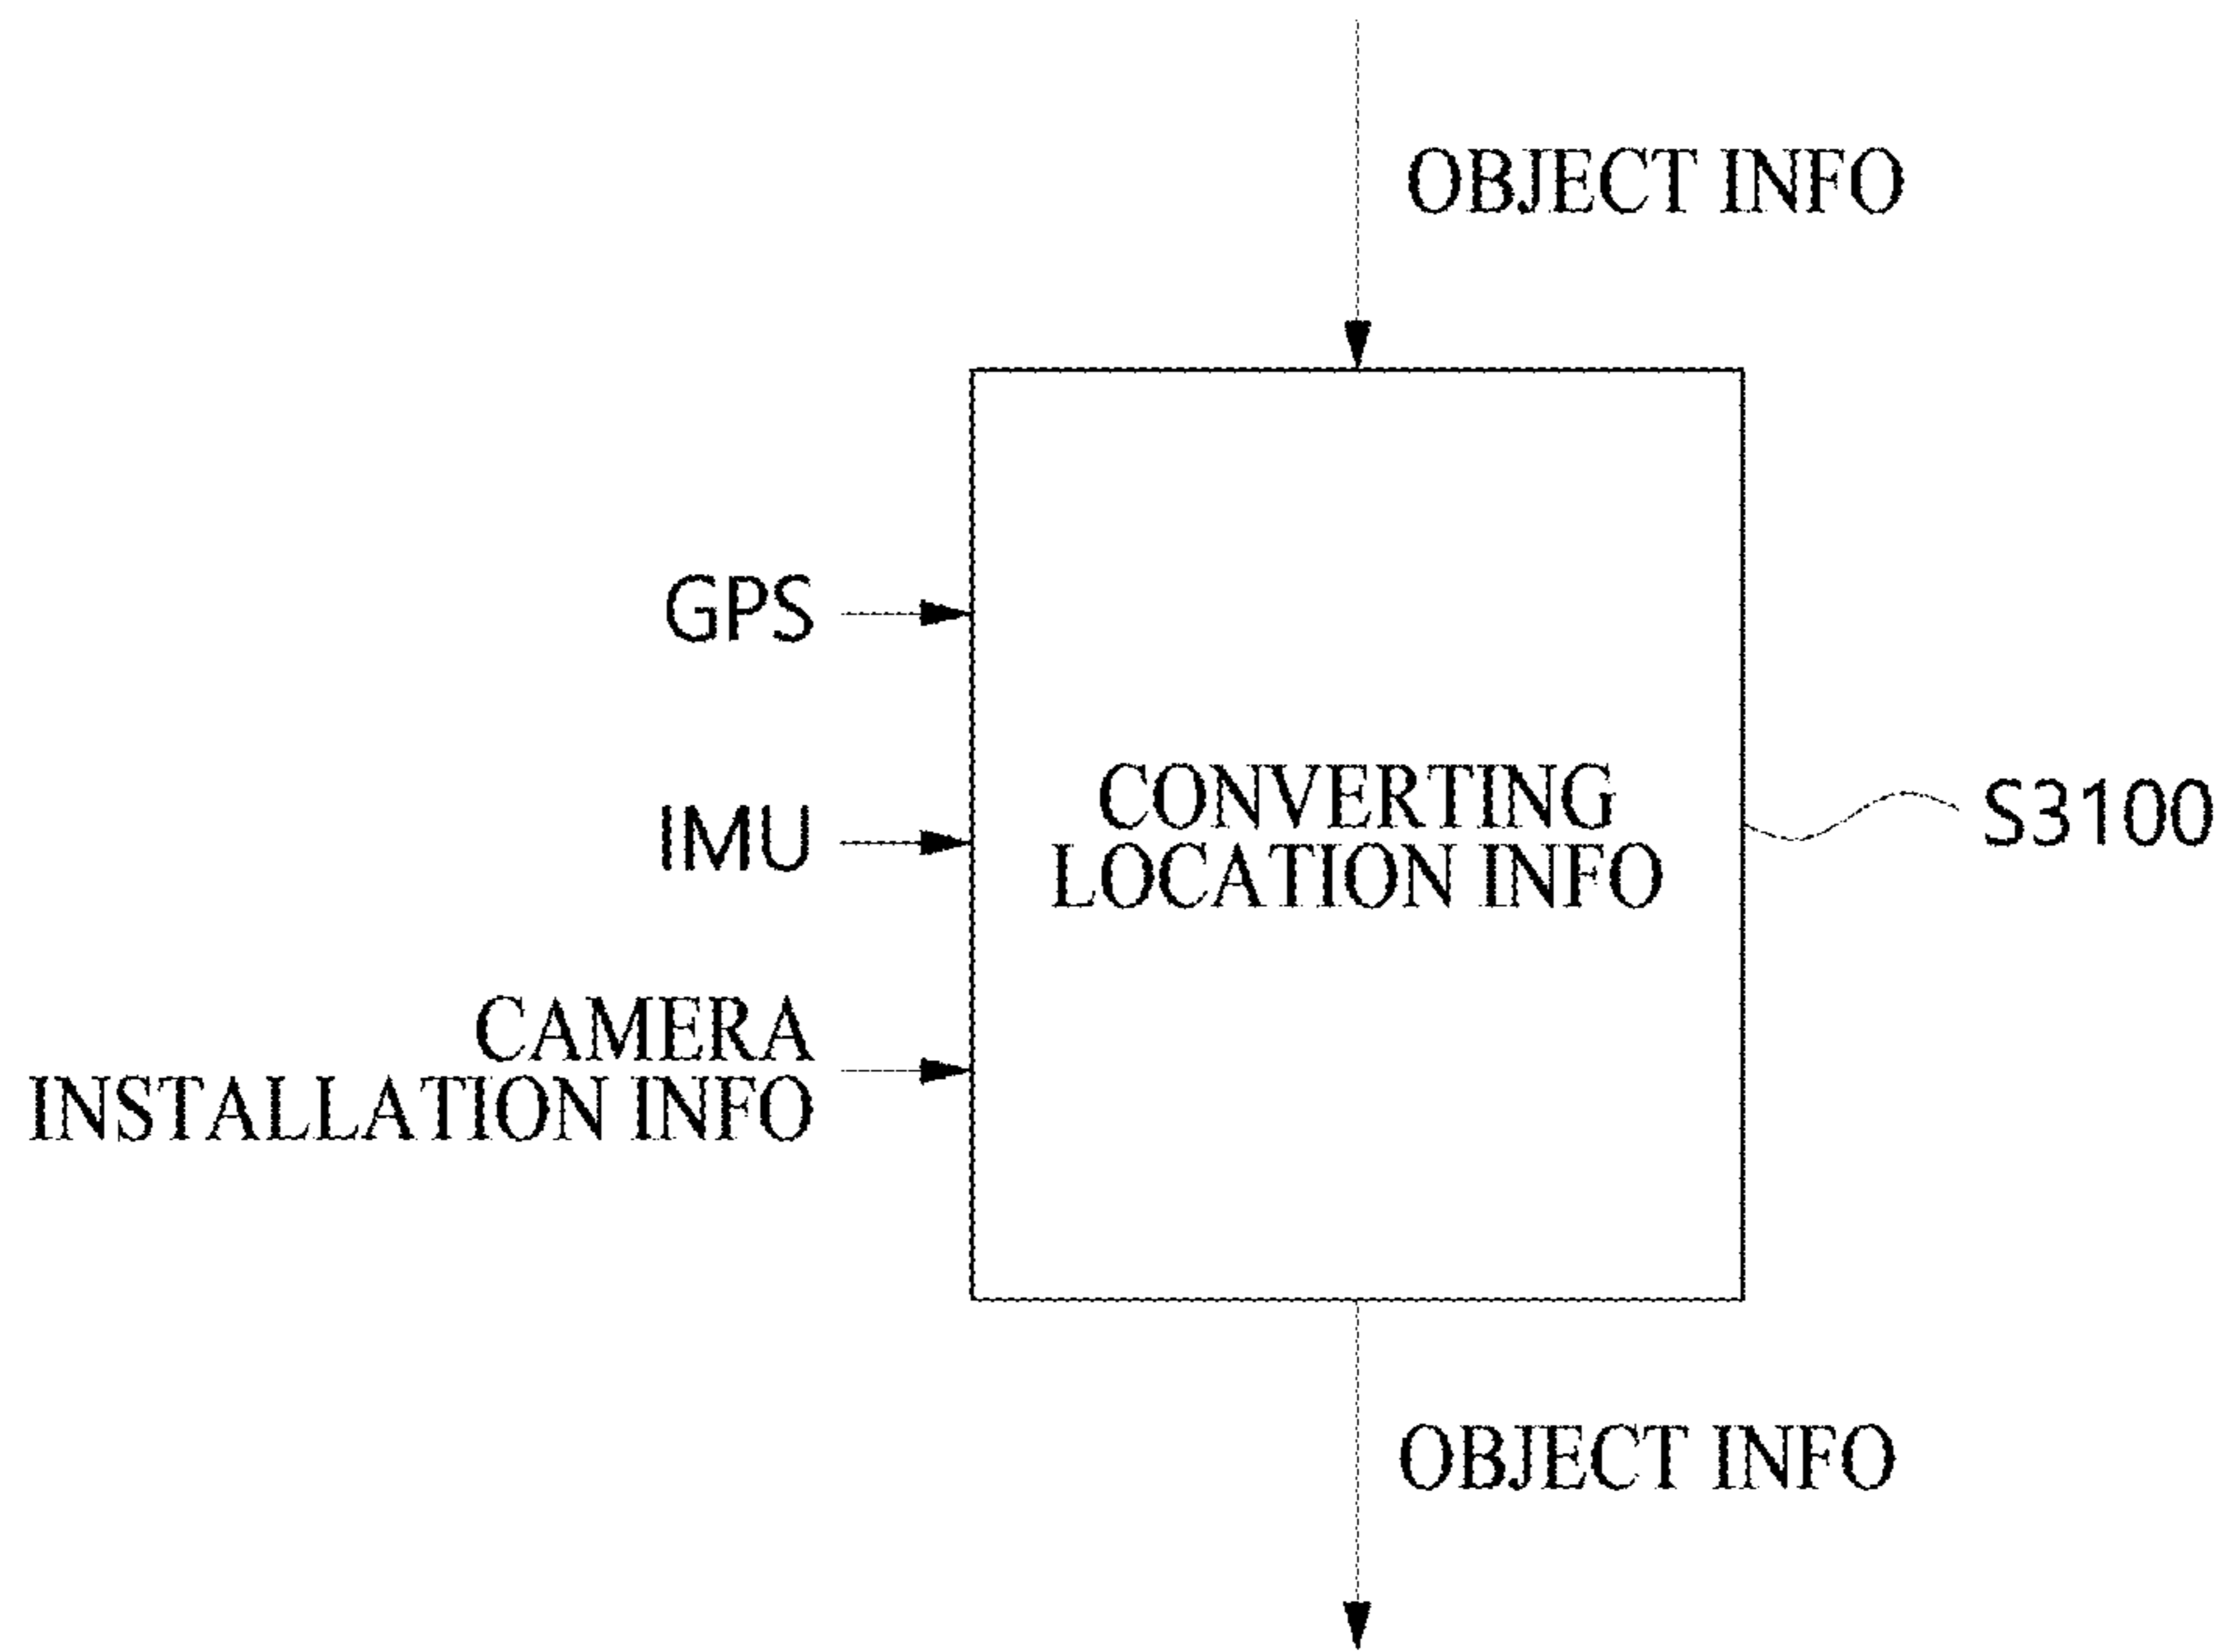 OBJECT INFO
GPS
IMU
CAMERA
INSTALLATION INFO
CONVERTING
LOCATION INFO
S3100
OBJECT INFO